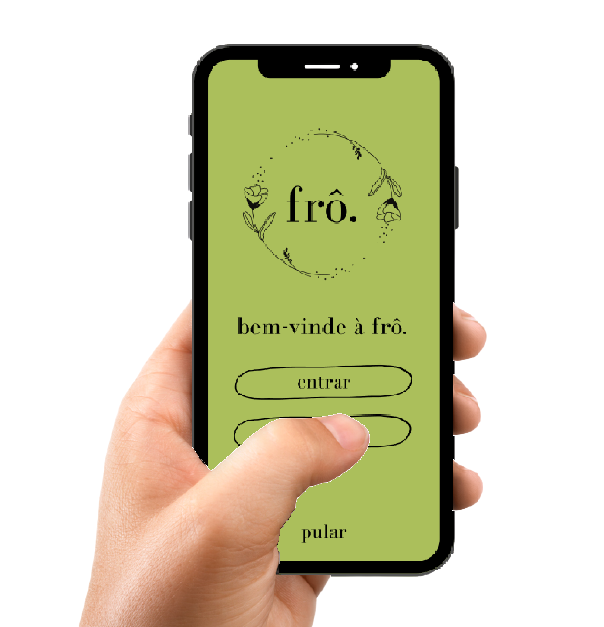 frô.
bem-vinde à frô.
entrar
pular